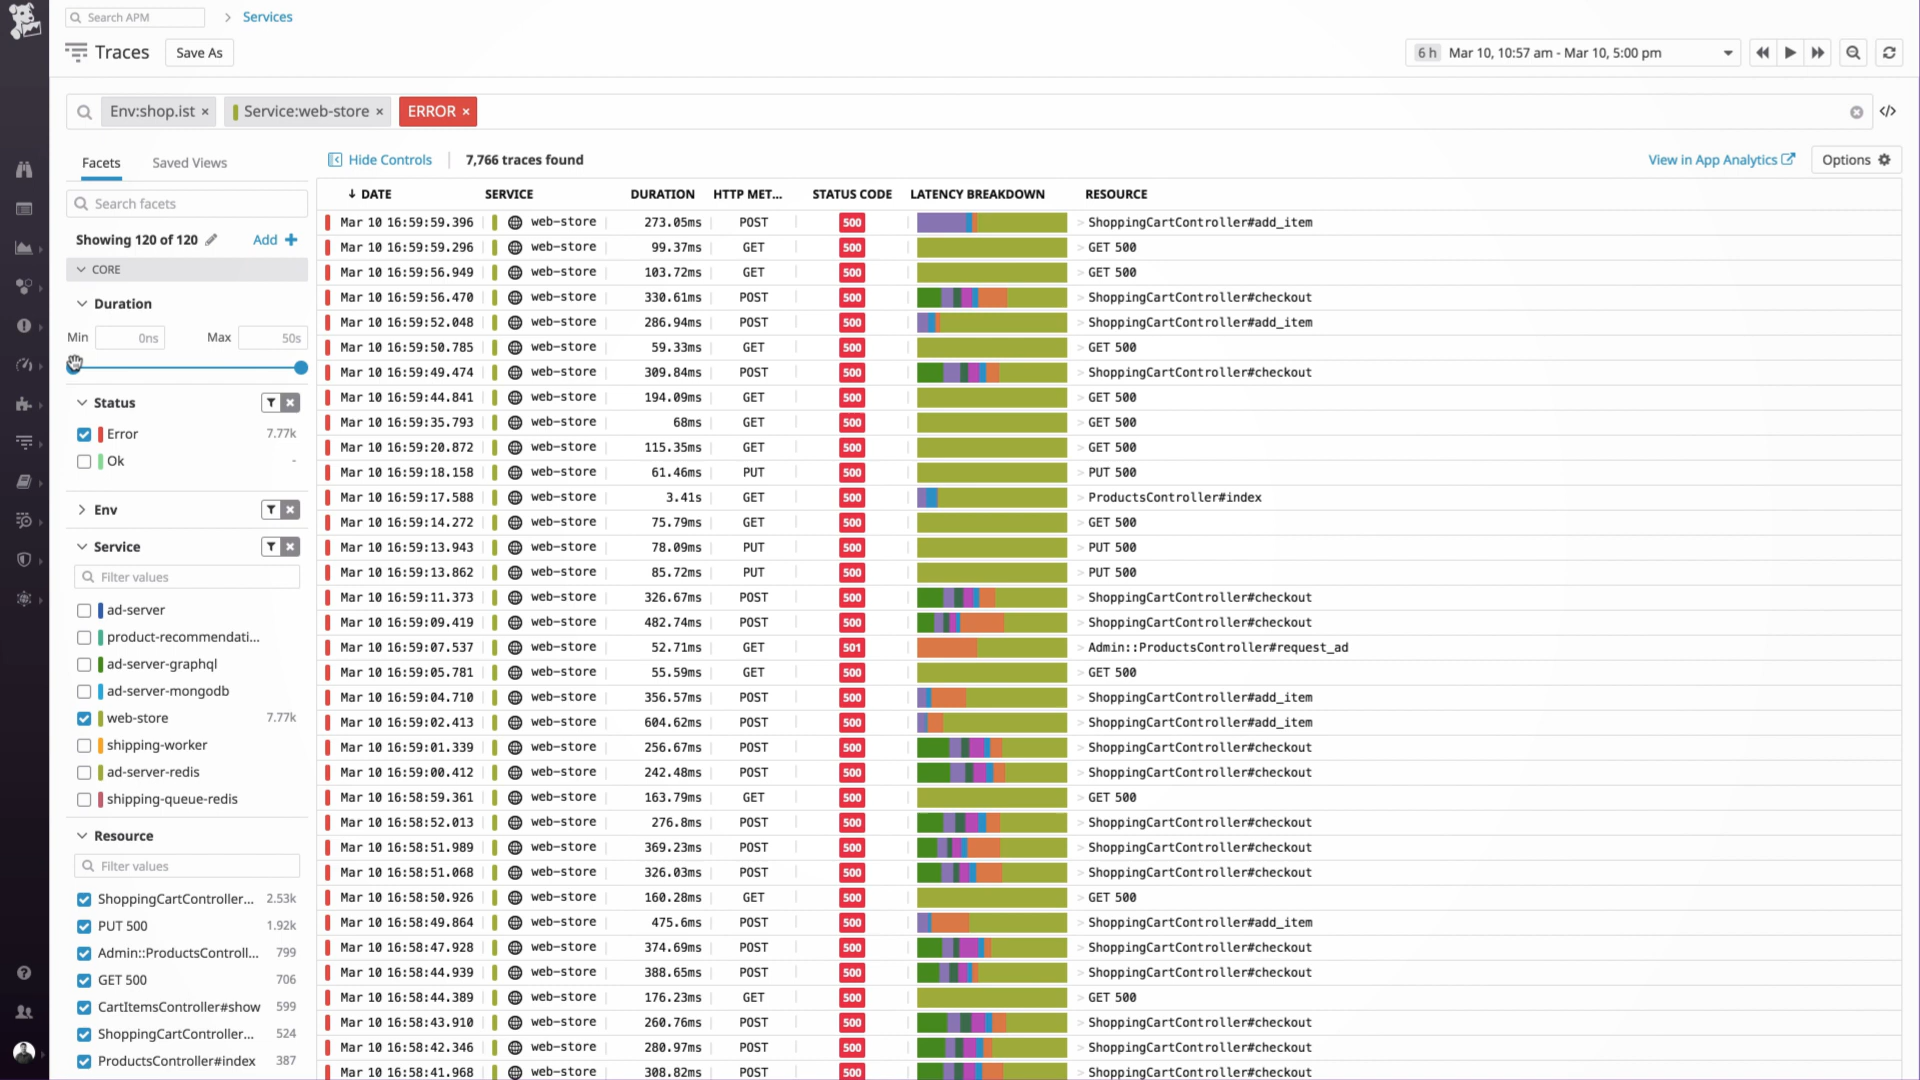 Search APM > Services
Traces Save As
6 h Mar 10, 10:57 am - Mar 10, 5:00 pm
Env:shop.ist × Service:web-store × ERROR ×
Facets Saved Views
Hide Controls 7,766 traces found
View in App Analytics Options
Search facets
Showing 120 of 120 Add +
CORE
Duration
Min 0ns Max 50s
Status
Error 7.77k
Ok -
Env
Service
Filter values
ad-server
product-recommendati...
ad-server-graphql
ad-server-mongodb
web-store 7.77k
shipping-worker
ad-server-redis
shipping-queue-redis
Resource
Filter values
ShoppingCartController... 2.53k
PUT 500 1.92k
Admin::ProductsControll... 799
GET 500 706
CartItemsController#show 599
ShoppingCartController... 524
ProductsController#index 387
↓ DATE SERVICE DURATION HTTP MET... STATUS CODE LATENCY BREAKDOWN RESOURCE
Mar 10 16:59:59.396 web-store 273.05ms POST 500 ShoppingCartController#add_item
Mar 10 16:59:59.296 web-store 99.37ms GET 500 GET 500
Mar 10 16:59:56.949 web-store 103.72ms GET 500 GET 500
Mar 10 16:59:56.470 web-store 330.61ms POST 500 ShoppingCartController#checkout
Mar 10 16:59:52.048 web-store 286.94ms POST 500 ShoppingCartController#add_item
Mar 10 16:59:50.785 web-store 59.33ms GET 500 GET 500
Mar 10 16:59:49.474 web-store 309.84ms POST 500 ShoppingCartController#checkout
Mar 10 16:59:44.841 web-store 194.09ms GET 500 GET 500
Mar 10 16:59:35.793 web-store 68ms GET 500 GET 500
Mar 10 16:59:20.872 web-store 115.35ms GET 500 GET 500
Mar 10 16:59:18.158 web-store 61.46ms PUT 500 PUT 500
Mar 10 16:59:17.588 web-store 3.41s GET 500 ProductsController#index
Mar 10 16:59:14.272 web-store 75.79ms GET 500 GET 500
Mar 10 16:59:13.943 web-store 78.09ms PUT 500 PUT 500
Mar 10 16:59:13.862 web-store 85.72ms PUT 500 PUT 500
Mar 10 16:59:11.373 web-store 326.67ms POST 500 ShoppingCartController#checkout
Mar 10 16:59:09.419 web-store 482.74ms POST 500 ShoppingCartController#checkout
Mar 10 16:59:07.537 web-store 52.71ms GET 501 Admin::ProductsController#request_ad
Mar 10 16:59:05.781 web-store 55.59ms GET 500 GET 500
Mar 10 16:59:04.710 web-store 356.57ms POST 500 ShoppingCartController#add_item
Mar 10 16:59:02.413 web-store 604.62ms POST 500 ShoppingCartController#add_item
Mar 10 16:59:01.339 web-store 256.67ms POST 500 ShoppingCartController#checkout
Mar 10 16:59:00.412 web-store 242.48ms POST 500 ShoppingCartController#checkout
Mar 10 16:58:59.361 web-store 163.79ms GET 500 GET 500
Mar 10 16:58:52.013 web-store 276.8ms POST 500 ShoppingCartController#checkout
Mar 10 16:58:51.989 web-store 369.23ms POST 500 ShoppingCartController#checkout
Mar 10 16:58:51.068 web-store 326.03ms POST 500 ShoppingCartController#checkout
Mar 10 16:58:50.926 web-store 160.28ms GET 500 GET 500
Mar 10 16:58:49.864 web-store 475.6ms POST 500 ShoppingCartController#add_item
Mar 10 16:58:47.928 web-store 374.69ms POST 500 ShoppingCartController#checkout
Mar 10 16:58:44.939 web-store 388.65ms POST 500 ShoppingCartController#checkout
Mar 10 16:58:44.389 web-store 176.23ms GET 500 GET 500
Mar 10 16:58:43.910 web-store 260.76ms POST 500 ShoppingCartController#checkout
Mar 10 16:58:42.346 web-store 280.97ms POST 500 ShoppingCartController#checkout
Mar 10 16:58:41.968 web-store 308.82ms POST 500 ShoppingCartController#checkout